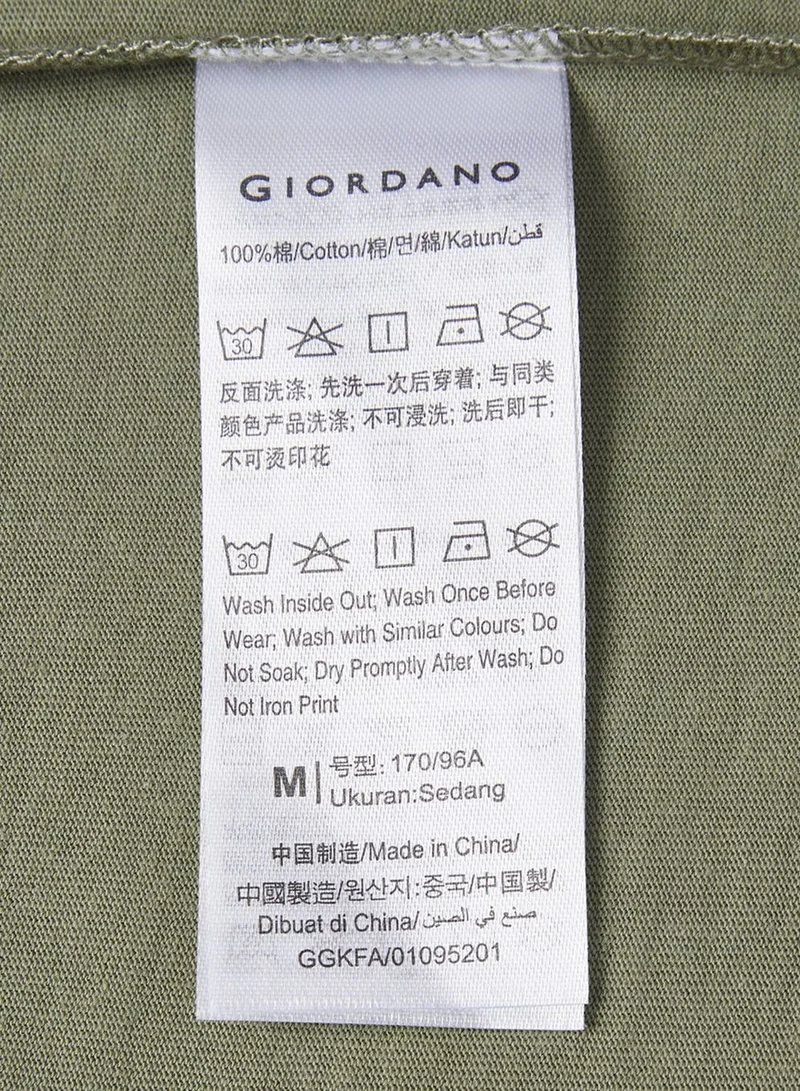 GIORDANO
100%棉/Cotton/棉/면/綿/Katun/قطن
30
反面洗涤; 先洗一次后穿着; 与同类
颜色产品洗涤; 不可浸洗; 洗后即干;
不可烫印花
30
Wash Inside Out; Wash Once Before
Wear; Wash with Similar Colours; Do
Not Soak; Dry Promptly After Wash; Do
Not Iron Print
M 号型: 170/96A
Ukuran:Sedang
中国制造/Made in China/
中國製造/원산지:중국/中国製/
Dibuat di China/صنع في الصين
GGKFA/01095201